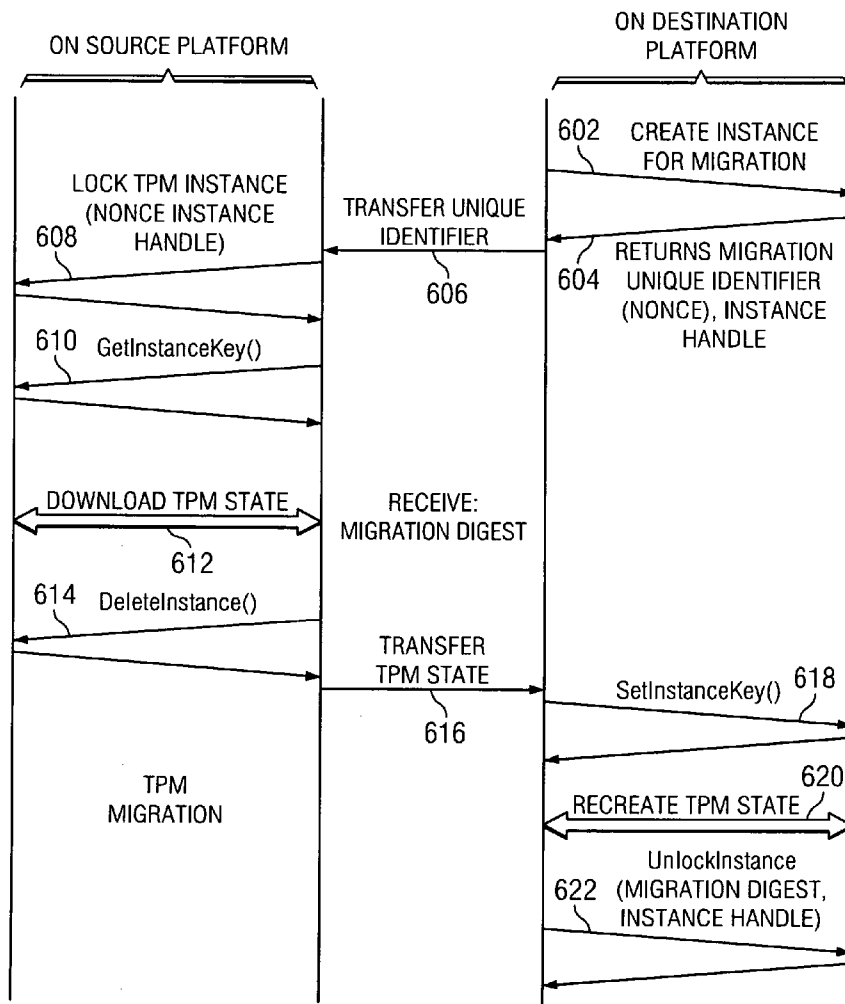 ON SOURCE PLATFORM
ON DESTINATION
PLATFORM
602
CREATE INSTANCE
FOR MIGRATION
LOCK TPM INSTANCE
(NONCE INSTANCE
HANDLE)
608
TRANSFER UNIQUE
IDENTIFIER
606
604
RETURNS MIGRATION
UNIQUE IDENTIFIER
(NONCE), INSTANCE
HANDLE
610
GetInstanceKey()
DOWNLOAD TPM STATE
612
RECEIVE:
MIGRATION DIGEST
614
DeleteInstance()
TRANSFER
TPM STATE
616
SetInstanceKey()
618
TPM
MIGRATION
RECREATE TPM STATE
620
UnlockInstance
(MIGRATION DIGEST,
INSTANCE HANDLE)
622